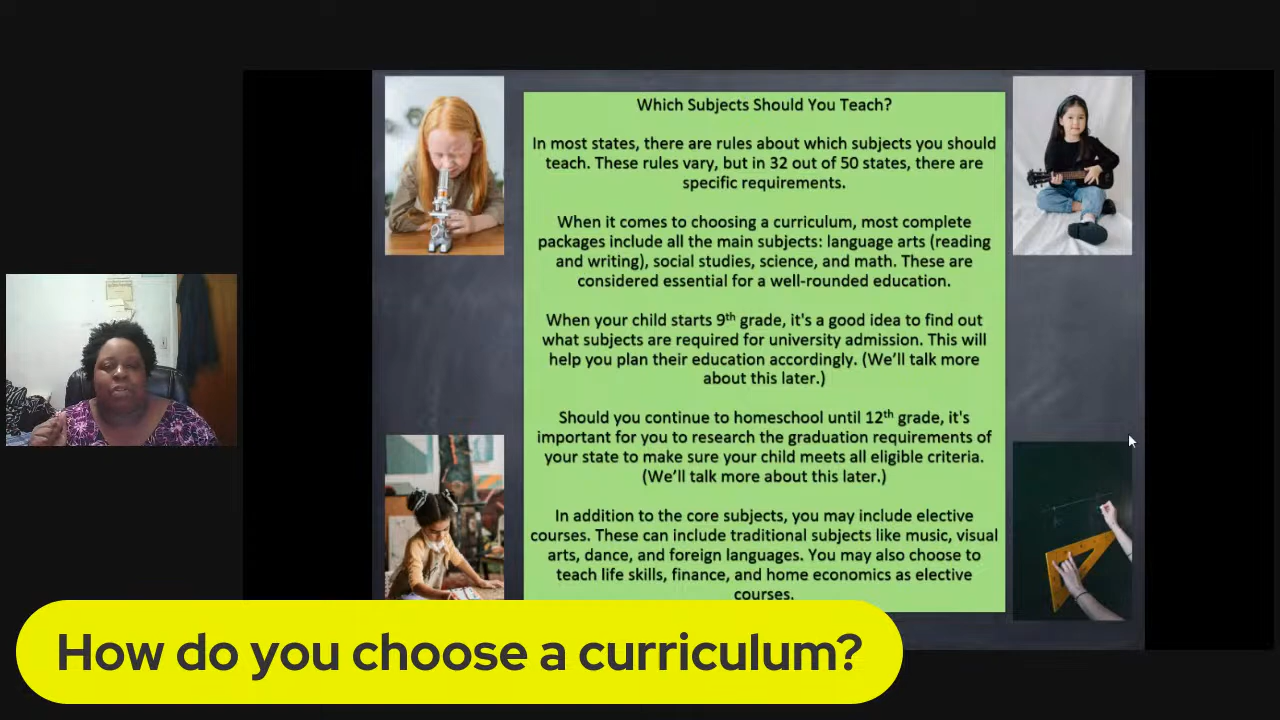 Which Subjects Should You Teach?
In most states, there are rules about which subjects you should
teach. These rules vary, but in 32 out of 50 states, there are
specific requirements.
When it comes to choosing a curriculum, most complete
packages include all the main subjects: language arts (reading
and writing), social studies, science, and math. These are
considered essential for a well-rounded education.
When your child starts 9th grade, it's a good idea to find out
what subjects are required for university admission. This will
help you plan their education accordingly. (We’ll talk more
about this later.)
Should you continue to homeschool until 12th grade, it's
important for you to research the graduation requirements of
your state to make sure your child meets all eligible criteria.
(We’ll talk more about this later.)
In addition to the core subjects, you may include elective
courses. These can include traditional subjects like music, visual
arts, dance, and foreign languages. You may also choose to
teach life skills, finance, and home economics as elective
courses.
How do you choose a curriculum?